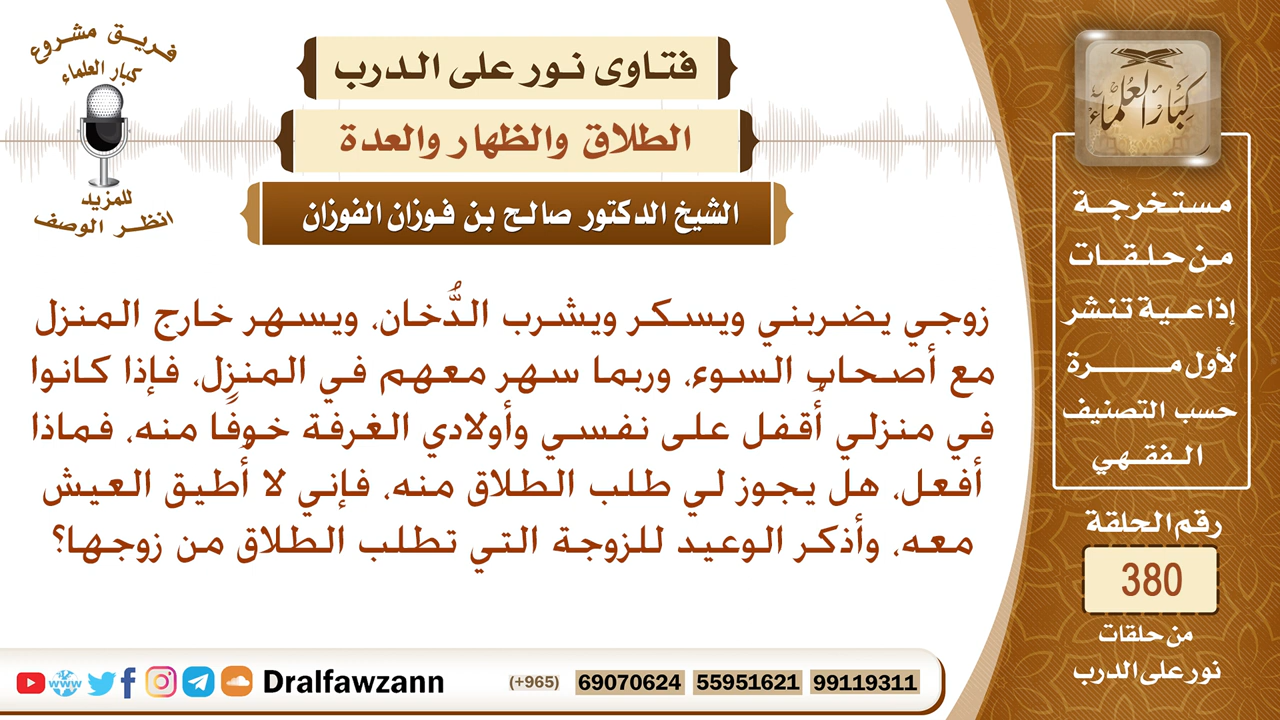 فريق مشروع
كبار العلماء
للمزيد
انظر الوصف
فتاوى نور على الدرب
الطلاق والظهار والعدة
الشيخ الدكتور صالح بن فوزان الفوزان
زوجي يضربني ويسكر ويشرب الدُّخان، ويسهر خارج المنزل
مع أصحاب السوء، وربما سهر معهم في المنزل، فإذا كانوا
في منزلي أُقفل على نفسي وأولادي الغرفة خوفًا منه، فماذا
أفعل، هل يجوز لي طلب الطلاق منه، فإني لا أُطيق العيش
معه، وأذكر الوعيد للزوجة التي تطلب الطلاق من زوجها؟
كبار العلماء
مستخرجة
من حلقات
إذاعية تنشر
لأول مرة
حسب التصنيف
الفقهي
رقم الحلقة
380
من حلقات
نور على الدرب
www
Dralfawzann
(+965) 69070624 55951621 99119311